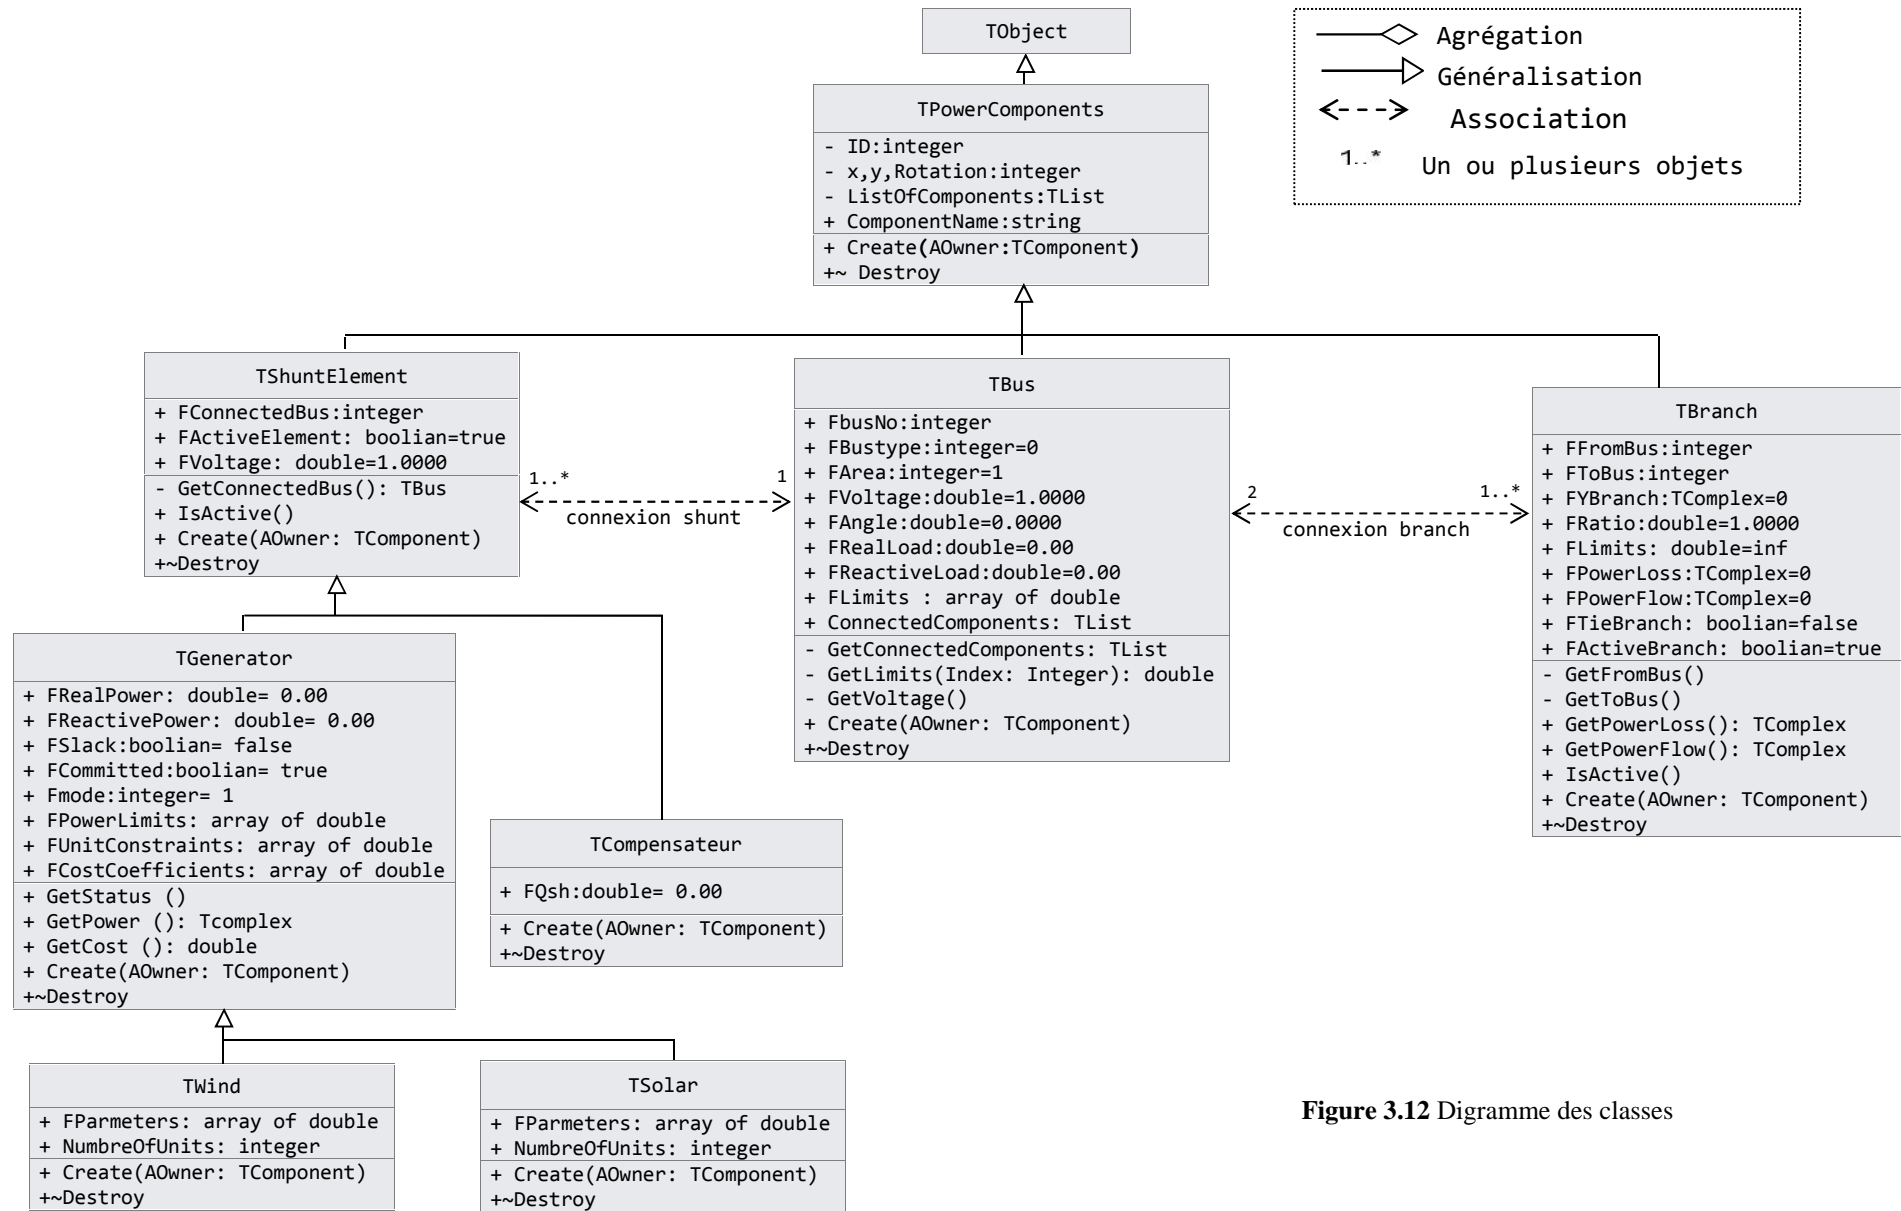 TObject
Agrégation
Généralisation
Association
1..* Un ou plusieurs objets
TPowerComponents
- ID:integer
- x,y,Rotation:integer
- ListOfComponents:TList
+ ComponentName:string
+ Create(AOwner:TComponent)
+~ Destroy
TShuntElement
+ FConnectedBus:integer
+ FActiveElement: boolian=true
+ FVoltage: double=1.0000
- GetConnectedBus(): TBus
+ IsActive()
+ Create(AOwner: TComponent)
+~Destroy
1..*
1
connexion shunt
TBus
+ FbusNo:integer
+ FBustype:integer=0
+ FArea:integer=1
+ FVoltage:double=1.0000
+ FAngle:double=0.0000
+ FRealLoad:double=0.00
+ FReactiveLoad:double=0.00
+ FLimits : array of double
+ ConnectedComponents: TList
- GetConnectedComponents: TList
- GetLimits(Index: Integer): double
- GetVoltage()
+ Create(AOwner: TComponent)
+~Destroy
2
1..*
connexion branch
TBranch
+ FFromBus:integer
+ FToBus:integer
+ FYBranch:TComplex=0
+ FRatio:double=1.0000
+ FLimits: double=inf
+ FPowerLoss:TComplex=0
+ FPowerFlow:TComplex=0
+ FTieBranch: boolian=false
+ FActiveBranch: boolian=true
- GetFromBus()
- GetToBus()
+ GetPowerLoss(): TComplex
+ GetPowerFlow(): TComplex
+ IsActive()
+ Create(AOwner: TComponent)
+~Destroy
TGenerator
+ FRealPower: double= 0.00
+ FReactivePower: double= 0.00
+ FSlack:boolian= false
+ FCommitted:boolian= true
+ Fmode:integer= 1
+ FPowerLimits: array of double
+ FUnitConstraints: array of double
+ FCostCoefficients: array of double
+ GetStatus ()
+ GetPower (): Tcomplex
+ GetCost (): double
+ Create(AOwner: TComponent)
+~Destroy
TCompensateur
+ FQsh:double= 0.00
+ Create(AOwner: TComponent)
+~Destroy
TWind
+ FParmeters: array of double
+ NumbreOfUnits: integer
+ Create(AOwner: TComponent)
+~Destroy
TSolar
+ FParmeters: array of double
+ NumbreOfUnits: integer
+ Create(AOwner: TComponent)
+~Destroy
Figure 3.12 Digramme des classes